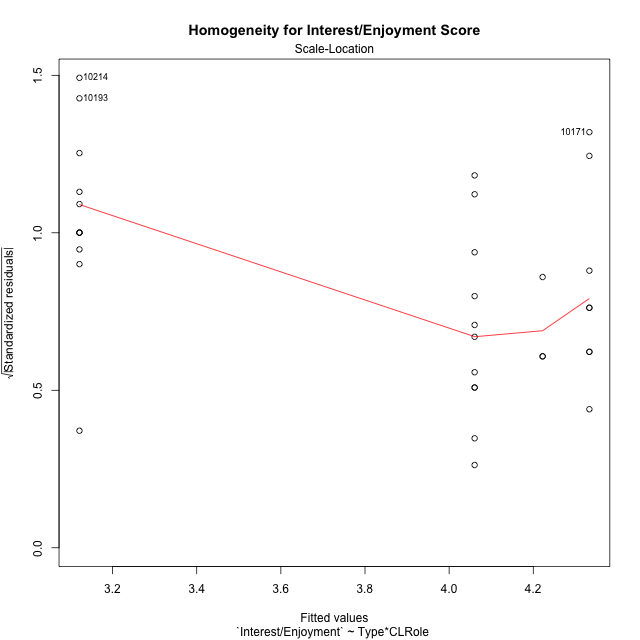 Homogeneity for Interest/Enjoyment Score
Scale-Location
√|Standardized residuals|
1.5
1.0
0.5
0.0
10214
10193
10171
3.2 3.4 3.6 3.8 4.0 4.2
Fitted values
`Interest/Enjoyment` ~ Type*CLRole